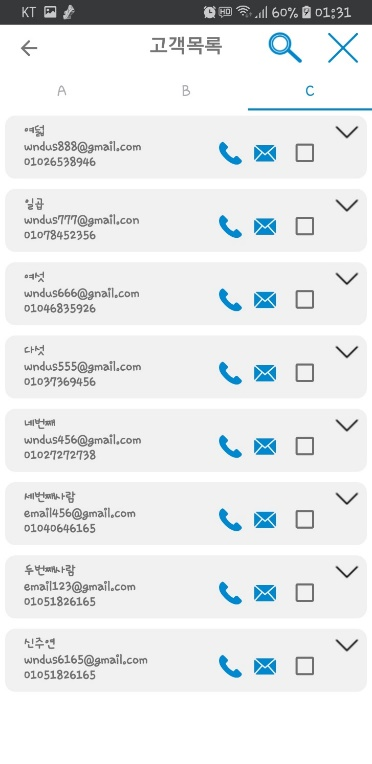 KT HD 60% 01:31
고객목록
A B C
여덟
wndus888@gmail.com
01026538946
일곱
wndus777@gmail.con
01078452356
여섯
wndus666@gnail.com
01046835926
다섯
wndus555@gmail.com
01037369456
네번째
wndus456@gmail.com
01027272738
세번째사람
email456@gmail.com
01040646165
두번째사람
email123@gmail.com
01051826165
신주연
wndus6165@gmail.com
01051826165